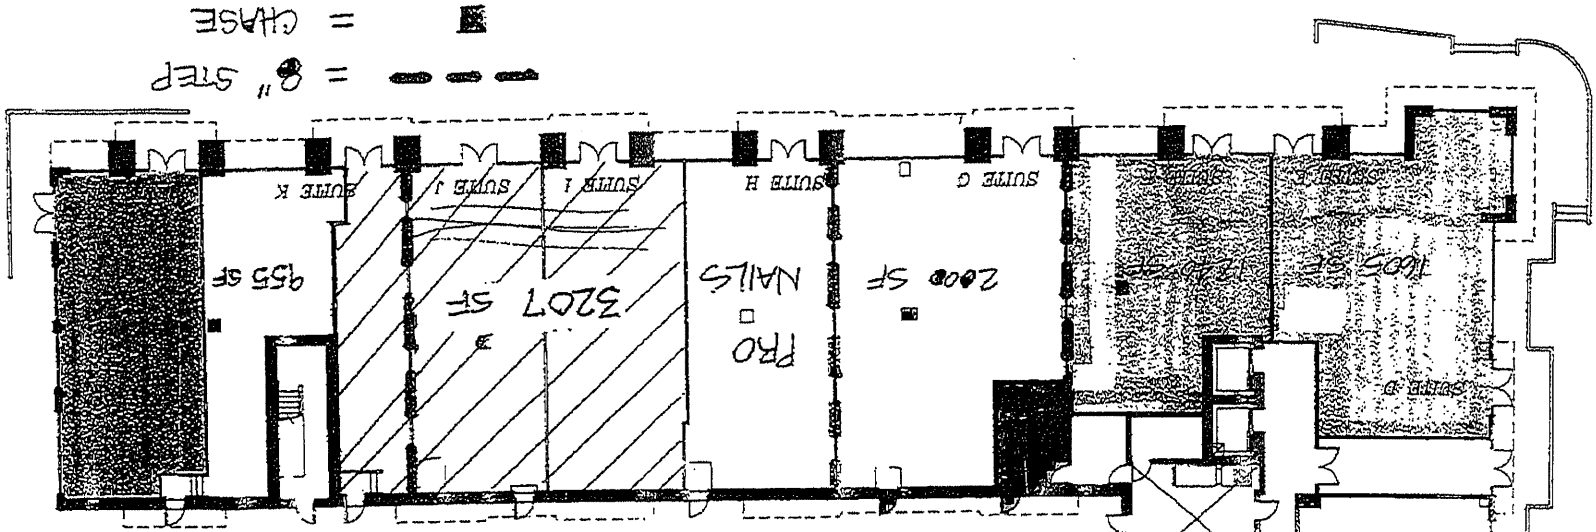 SUITE D
PRO
NAILS
1605 SF
2000 SF
3207 SF
955 SF
SUITE G
SUITE H
SUITE I
SUITE J
SUITE K
= 8" STEP
= CHASE